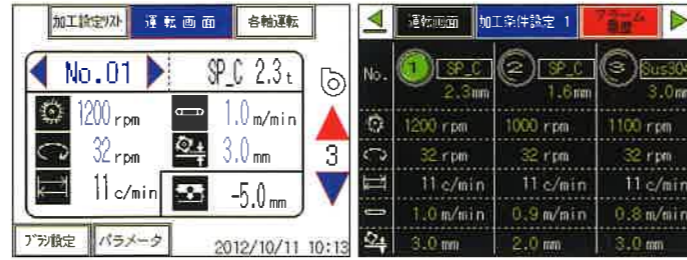 加工設定リスト 運転画面 各軸運転
No.01 SP_C 2.3t
1200 rpm 1.0 m/min
32 rpm 3.0 mm
3
11 c/min -5.0 mm
ブラシ設定 パラメータ 2012/10/11 10:13
運転画面 加工条件設定 1 アラーム
履歴
No. 1 SP_C 2 SP_C 3 Sus304
2.3mm 1.6mm 3.0mm
1200 rpm 1000 rpm 1100 rpm
32 rpm 32 rpm 32 rpm
11 c/min 11 c/min 11 c/min
1.0 m/min 0.9 m/min 0.8 m/min
3.0 mm 2.0 mm 3.0 mm